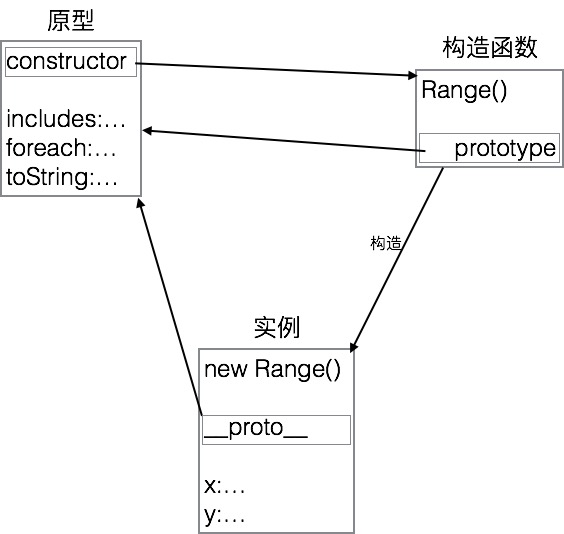 原型
constructor
includes:...
foreach:...
toString:...
构造函数
Range()
prototype
构造
实例
new Range()
__proto__
x:...
y:...